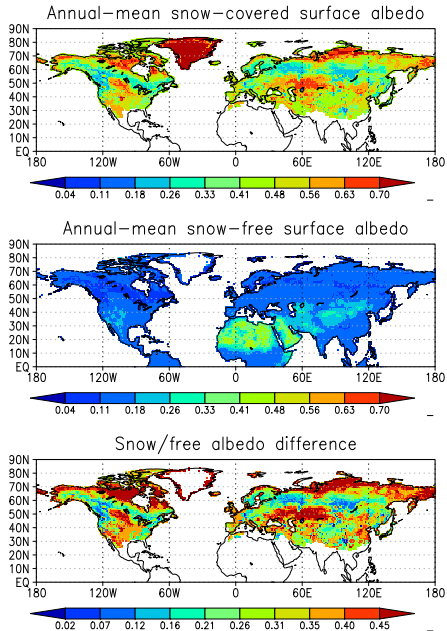 Annual-mean snow-covered surface albedo
90N
80N
70N
60N
50N
40N
30N
20N
10N
EQ
180 120W 60W 0 60E 120E 180
0.04 0.11 0.18 0.26 0.33 0.41 0.48 0.56 0.63 0.70
Annual-mean snow-free surface albedo
90N
80N
70N
60N
50N
40N
30N
20N
10N
EQ
180 120W 60W 0 60E 120E 180
0.04 0.11 0.18 0.26 0.33 0.41 0.48 0.56 0.63 0.70
Snow/free albedo difference
90N
80N
70N
60N
50N
40N
30N
20N
10N
EQ
180 120W 60W 0 60E 120E 180
0.02 0.07 0.12 0.16 0.21 0.26 0.31 0.35 0.40 0.45